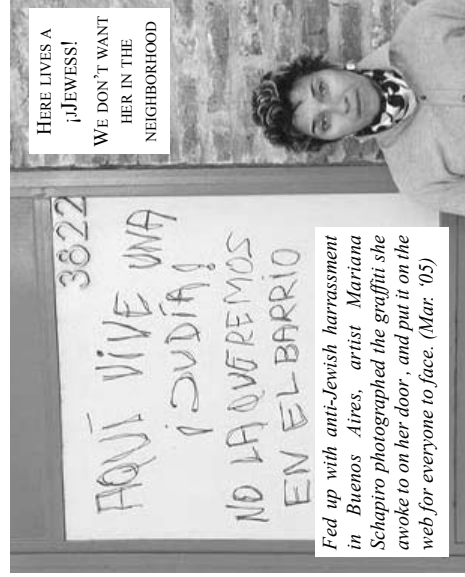 HERE LIVES A
¡¡JEWESS!
WE DON'T WANT
HER IN THE
NEIGHBORHOOD
3822
AQUÍ VIVE UNA
¡JUDÍA!
NO LA QUEREMOS
EN EL BARRIO
Fed up with anti-Jewish harrassment
in Buenos Aires, artist Mariana
Schapiro photographed the graffiti she
awoke to on her door , and put it on the
web for everyone to face. (Mar. '05)